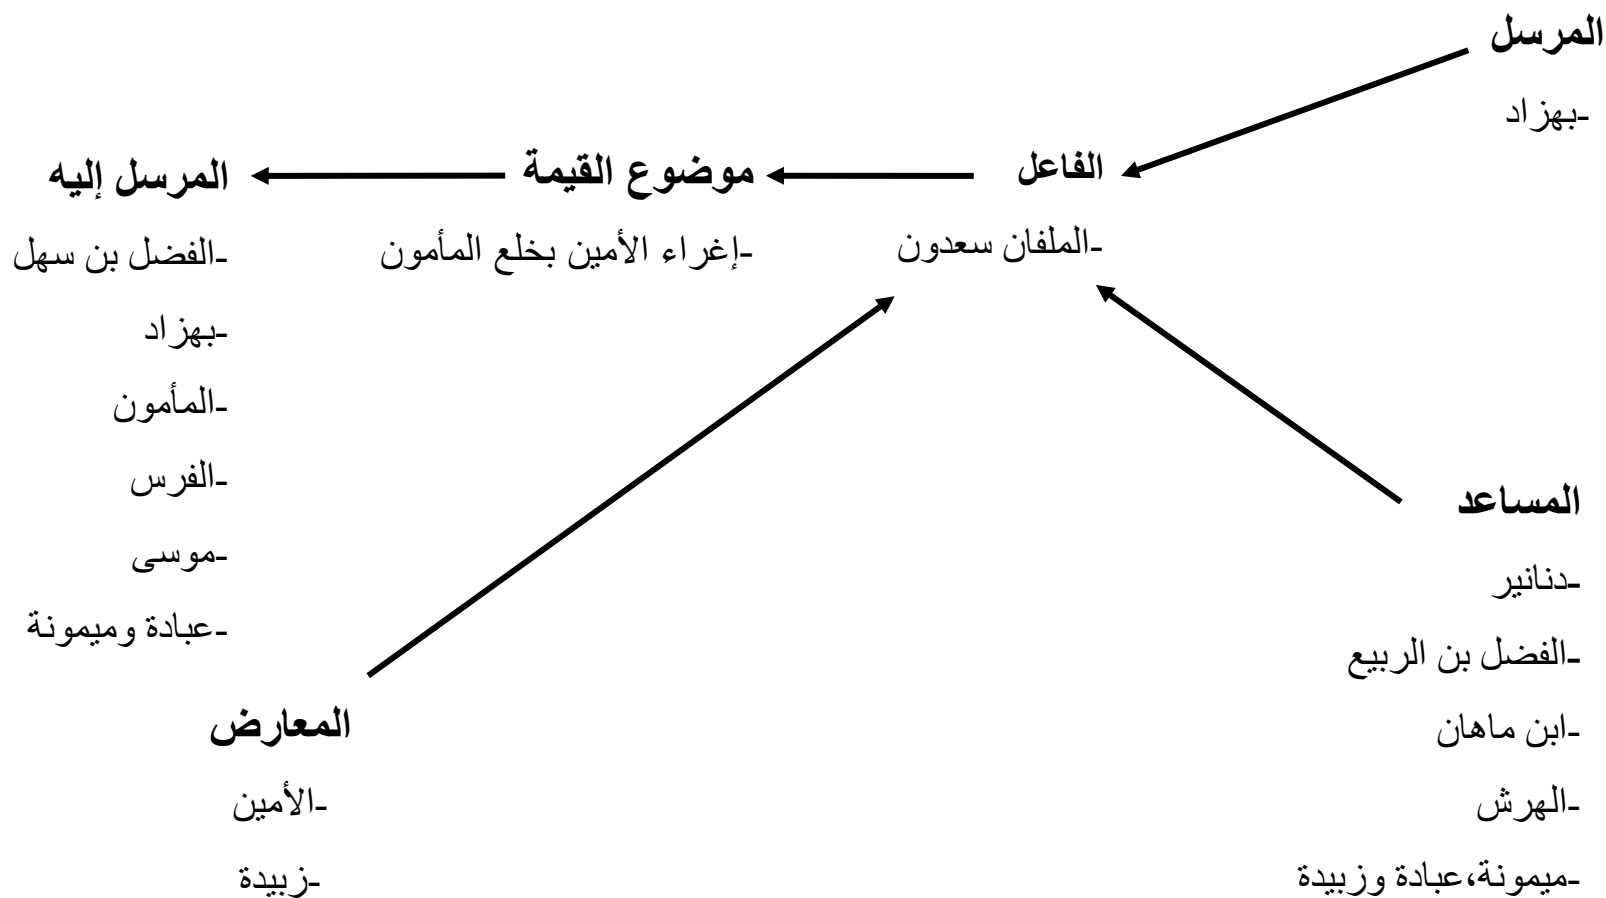 المرسل
-بهزاد
الفاعل
-الملفان سعدون
موضوع القيمة
-إغراء الأمين بخلع المأمون
المرسل إليه
-الفضل بن سهل
-بهزاد
-المأمون
-الفرس
-موسى
-عبادة وميمونة
المساعد
-دنانير
-الفضل بن الربيع
-ابن ماهان
-الهرش
-ميمونة،عبادة وزبيدة
المعارض
-الأمين
-زبيدة